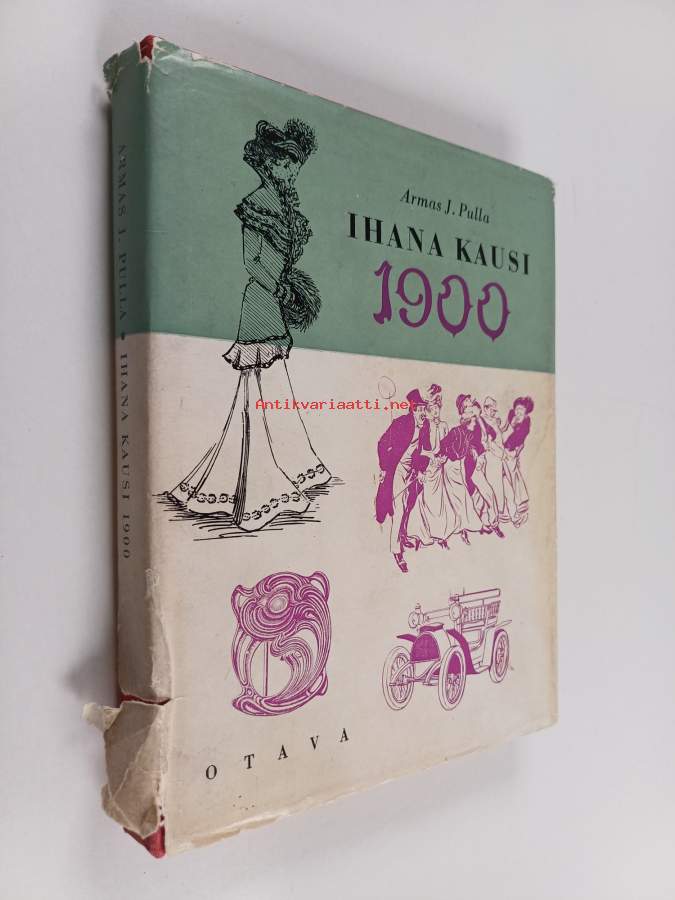 Armas J. Pulla
IHANA KAUSI
1900
Antikvariaatti.net
OTAVA
ARMAS J. PULLA • IHANA KAUSI 1900